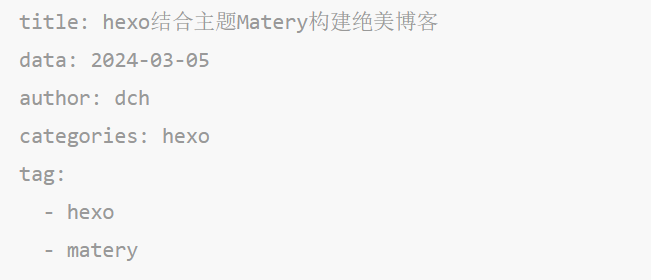 title: hexo结合主题Matery构建绝美博客
data: 2024-03-05
author: dch
categories: hexo
tag:
  - hexo
  - matery